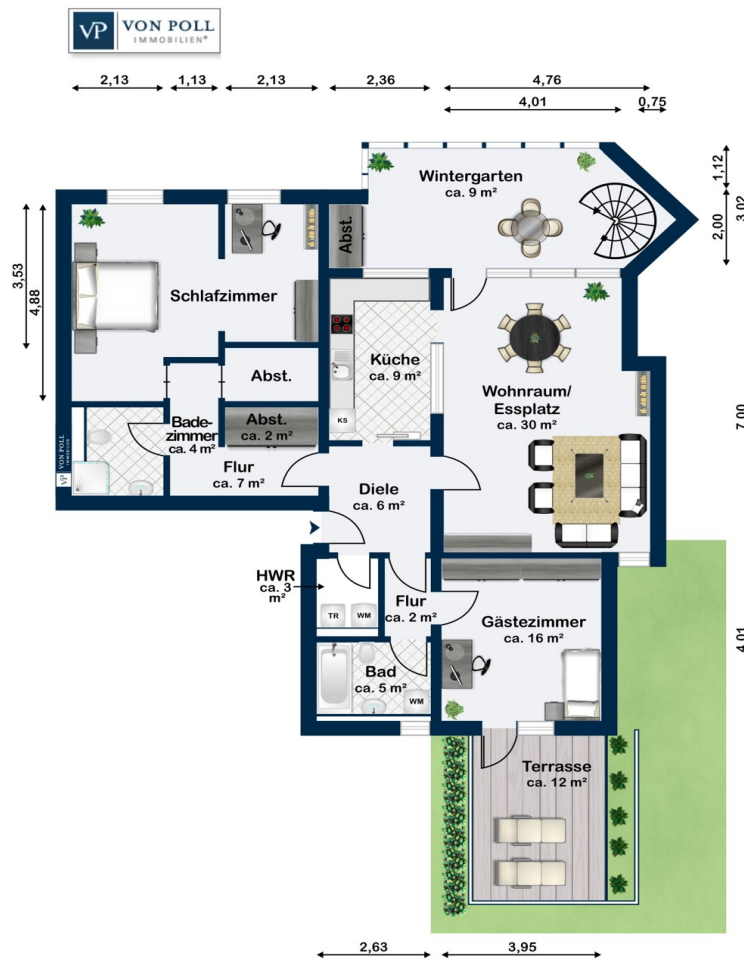 VP VON POLL
IMMOBILIEN®
2,13 1,13 2,13 2,36 4,76
4,01 0,75
Wintergarten
ca. 9 m²
1,12
3,02
2,00
Abst.
3,53
4,88
Schlafzimmer
Küche
ca. 9 m²
Abst.
Wohnraum/
Essplatz
ca. 30 m²
7,00
KS
Bade-
zimmer
ca. 4 m²
Abst.
ca. 2 m²
VP VON POLL
IMMOBILIEN
Flur
ca. 7 m²
Diele
ca. 6 m²
HWR
ca. 3
m²
TR WM
Flur
ca. 2 m²
Gästezimmer
ca. 16 m²
4,01
Bad
ca. 5 m²
WM
Terrasse
ca. 12 m²
2,63 3,95